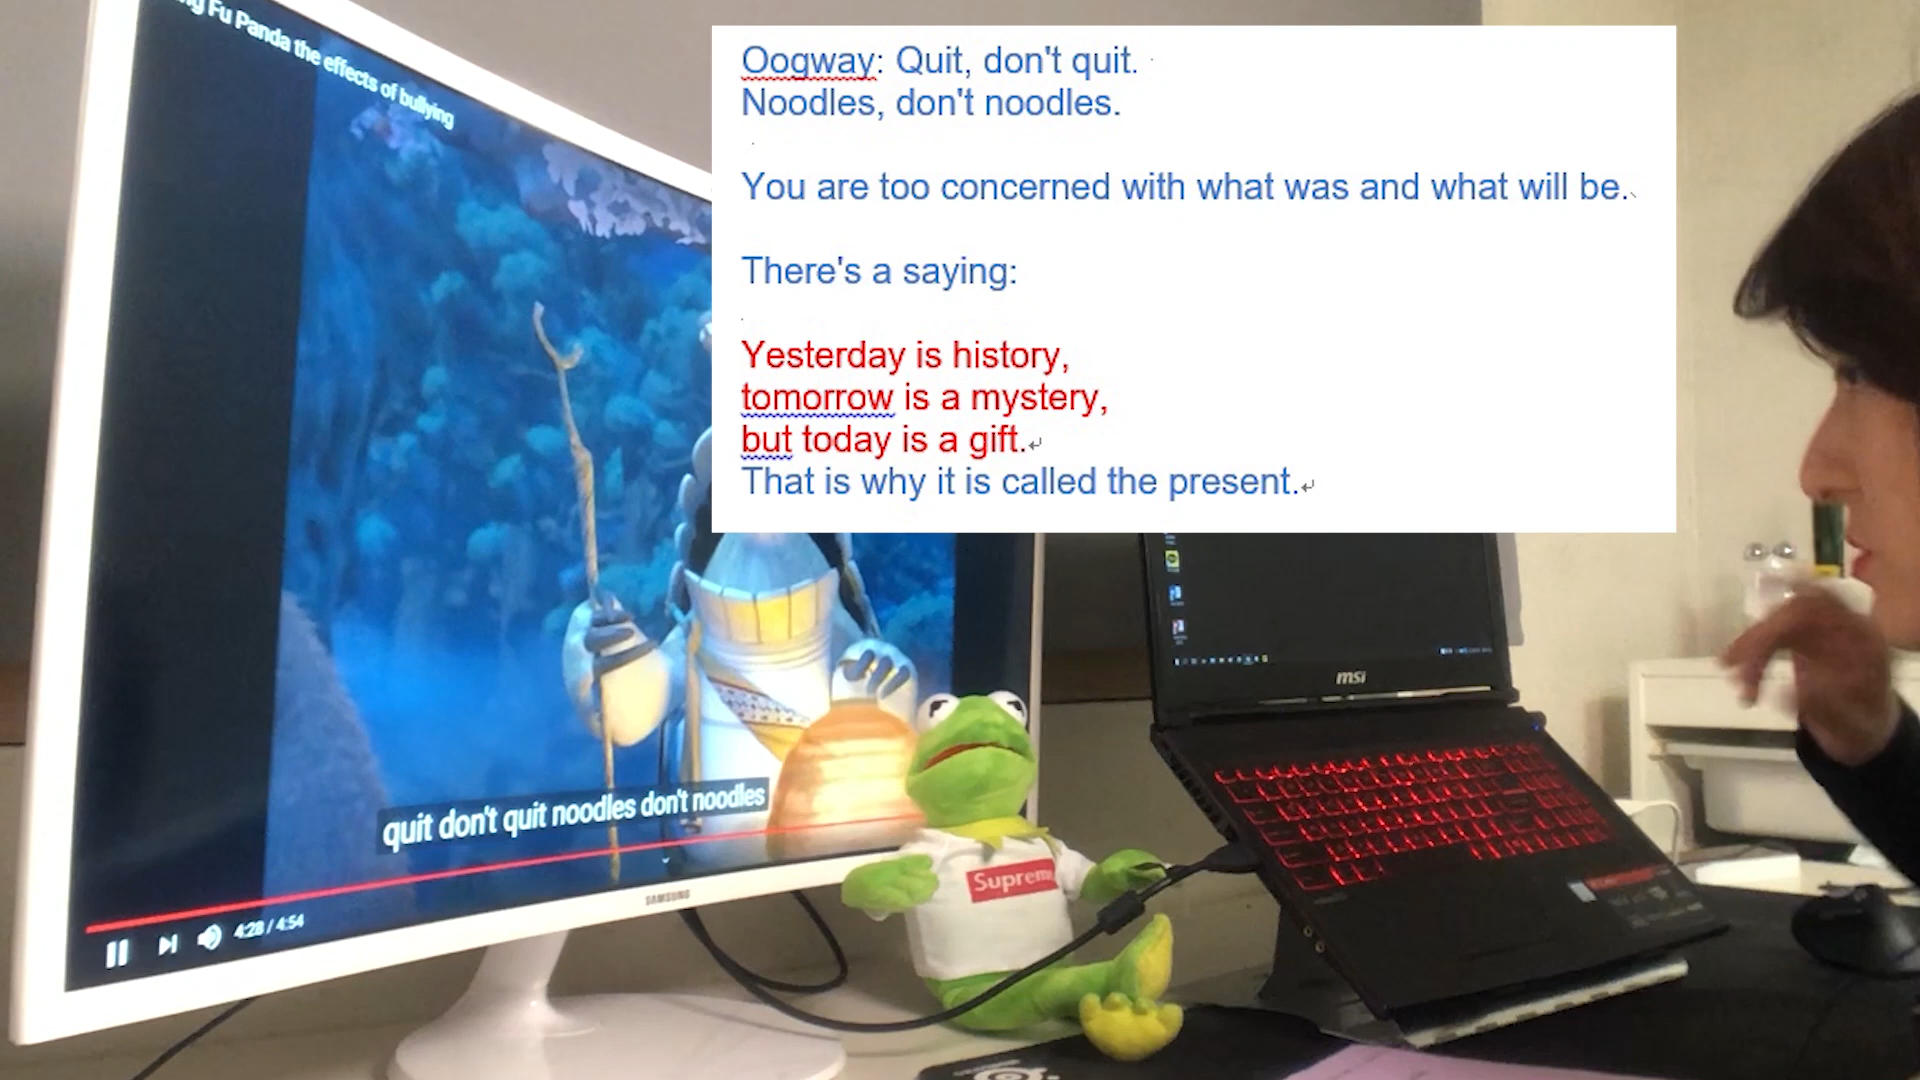 Fu Panda the effects of bullying
Oogway: Quit, don't quit.
Noodles, don't noodles.
You are too concerned with what was and what will be.
There's a saying:
Yesterday is history,
tomorrow is a mystery,
but today is a gift.
That is why it is called the present.
quit don't quit noodles don't noodles
4:28 / 4:54
SAMSUNG
msi
Suprem